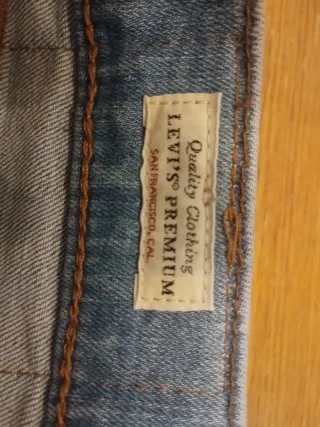 Quality Clothing
LEVI'S® PREMIUM
SAN FRANCISCO, CAL.